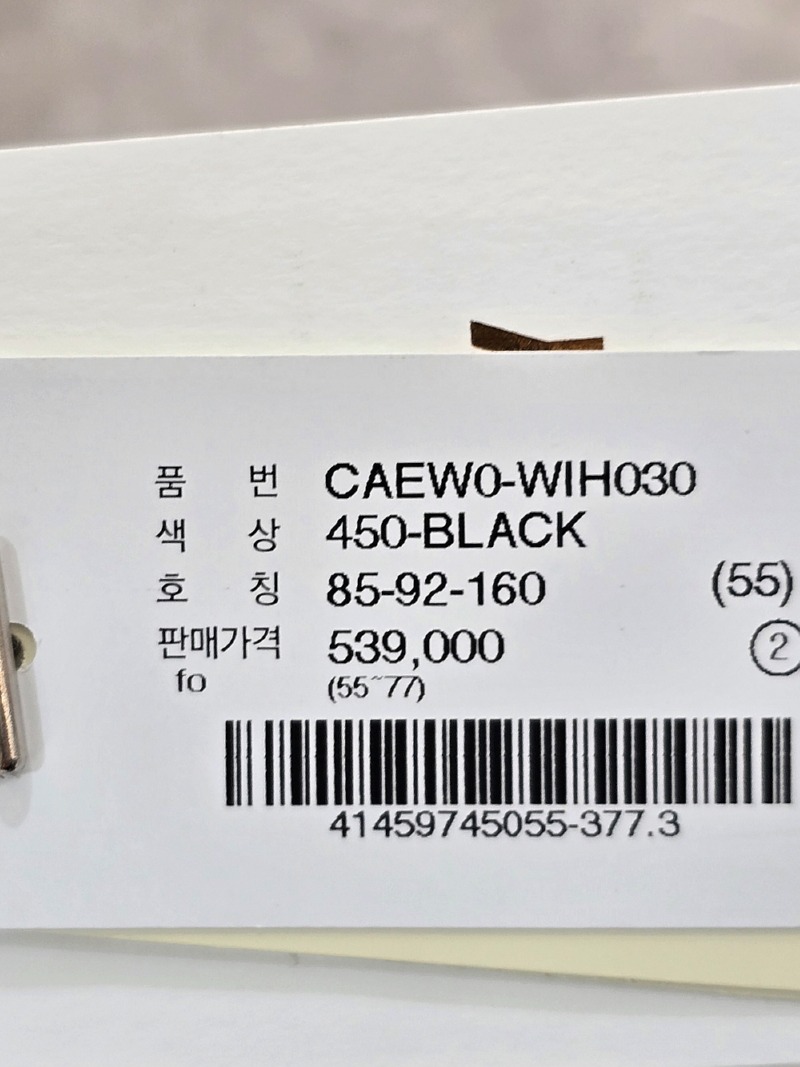 품 번 CAEW0-WIH030
색 상 450-BLACK
호 칭 85-92-160 (55)
판매가격 539,000 2
fo (55~77)
41459745055-377.3